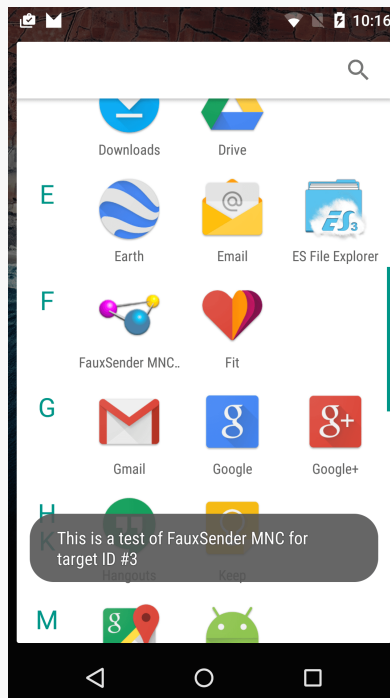 10:16
Downloads Drive
E
Earth Email ES File Explorer
F
FauxSender MNC.. Fit
G
Gmail Google Google+
H
K
This is a test of FauxSender MNC for
target ID #3
Hangouts Keep
M